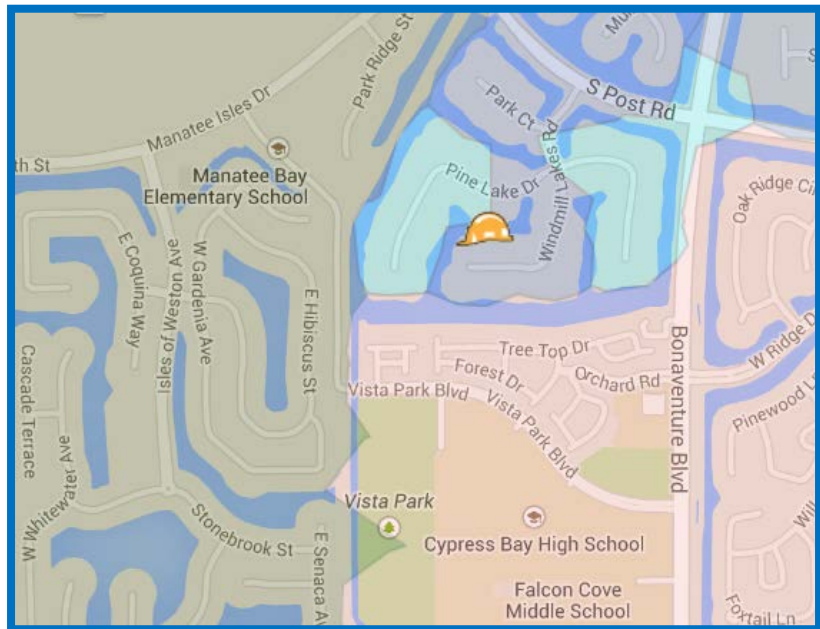 Park Ridge St
S Post Rd
Manatee Isles Dr
Park Ct
th St
Manatee Bay
Elementary School
Pine Lake Dr
Windmill Lakes Rd
Oak Ridge Cir
E Coquina Way
W Gardenia Ave
Isles of Weston Ave
E Hibiscus St
Tree Top Dr
Forest Dr
Orchard Rd
W Ridge D
Bonaventure Blvd
Cascade Terrace
Vista Park Blvd
Vista Park Blvd
Pinewood L
W Whitewater Ave
Vista Park
Stonebrook St
E Senaca Av
Cypress Bay High School
Will
Falcon Cove
Middle School
Foxtail Ln